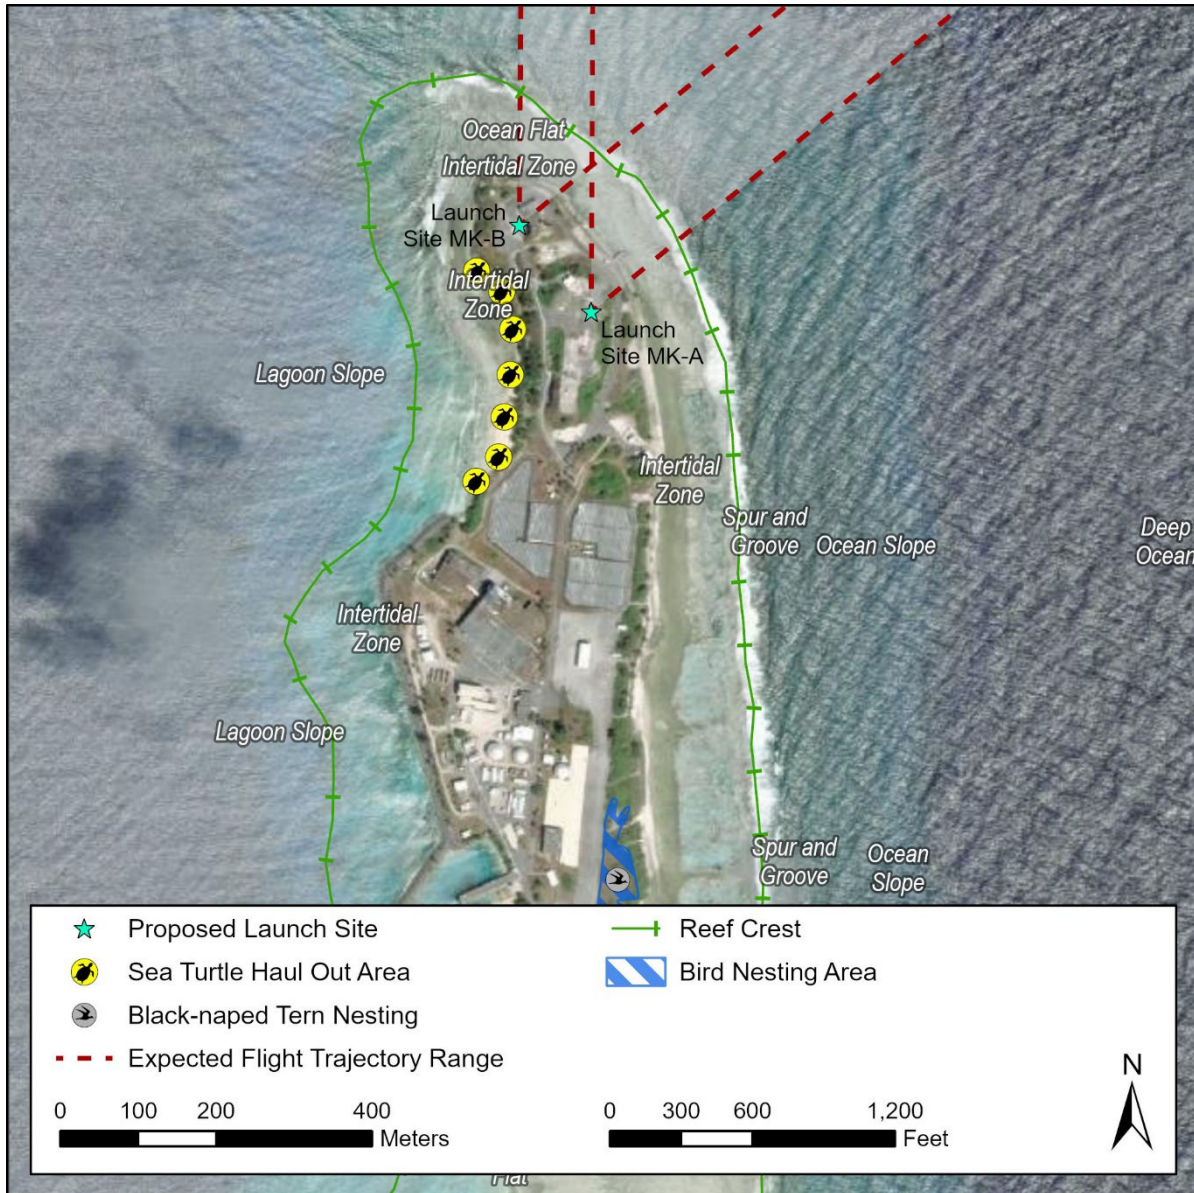 Ocean Flat
Intertidal Zone
Launch
Site MK-B
Intertidal
Zone
Launch
Site MK-A
Lagoon Slope
Intertidal
Zone
Spur and
Groove
Ocean Slope
Deep
Ocean
Intertidal
Zone
Lagoon Slope
Spur and
Groove
Ocean
Slope
Proposed Launch Site
Sea Turtle Haul Out Area
Black-naped Tern Nesting
Expected Flight Trajectory Range
Reef Crest
Bird Nesting Area
N
0 100 200 400
Meters
0 300 600 1,200
Feet
Flat